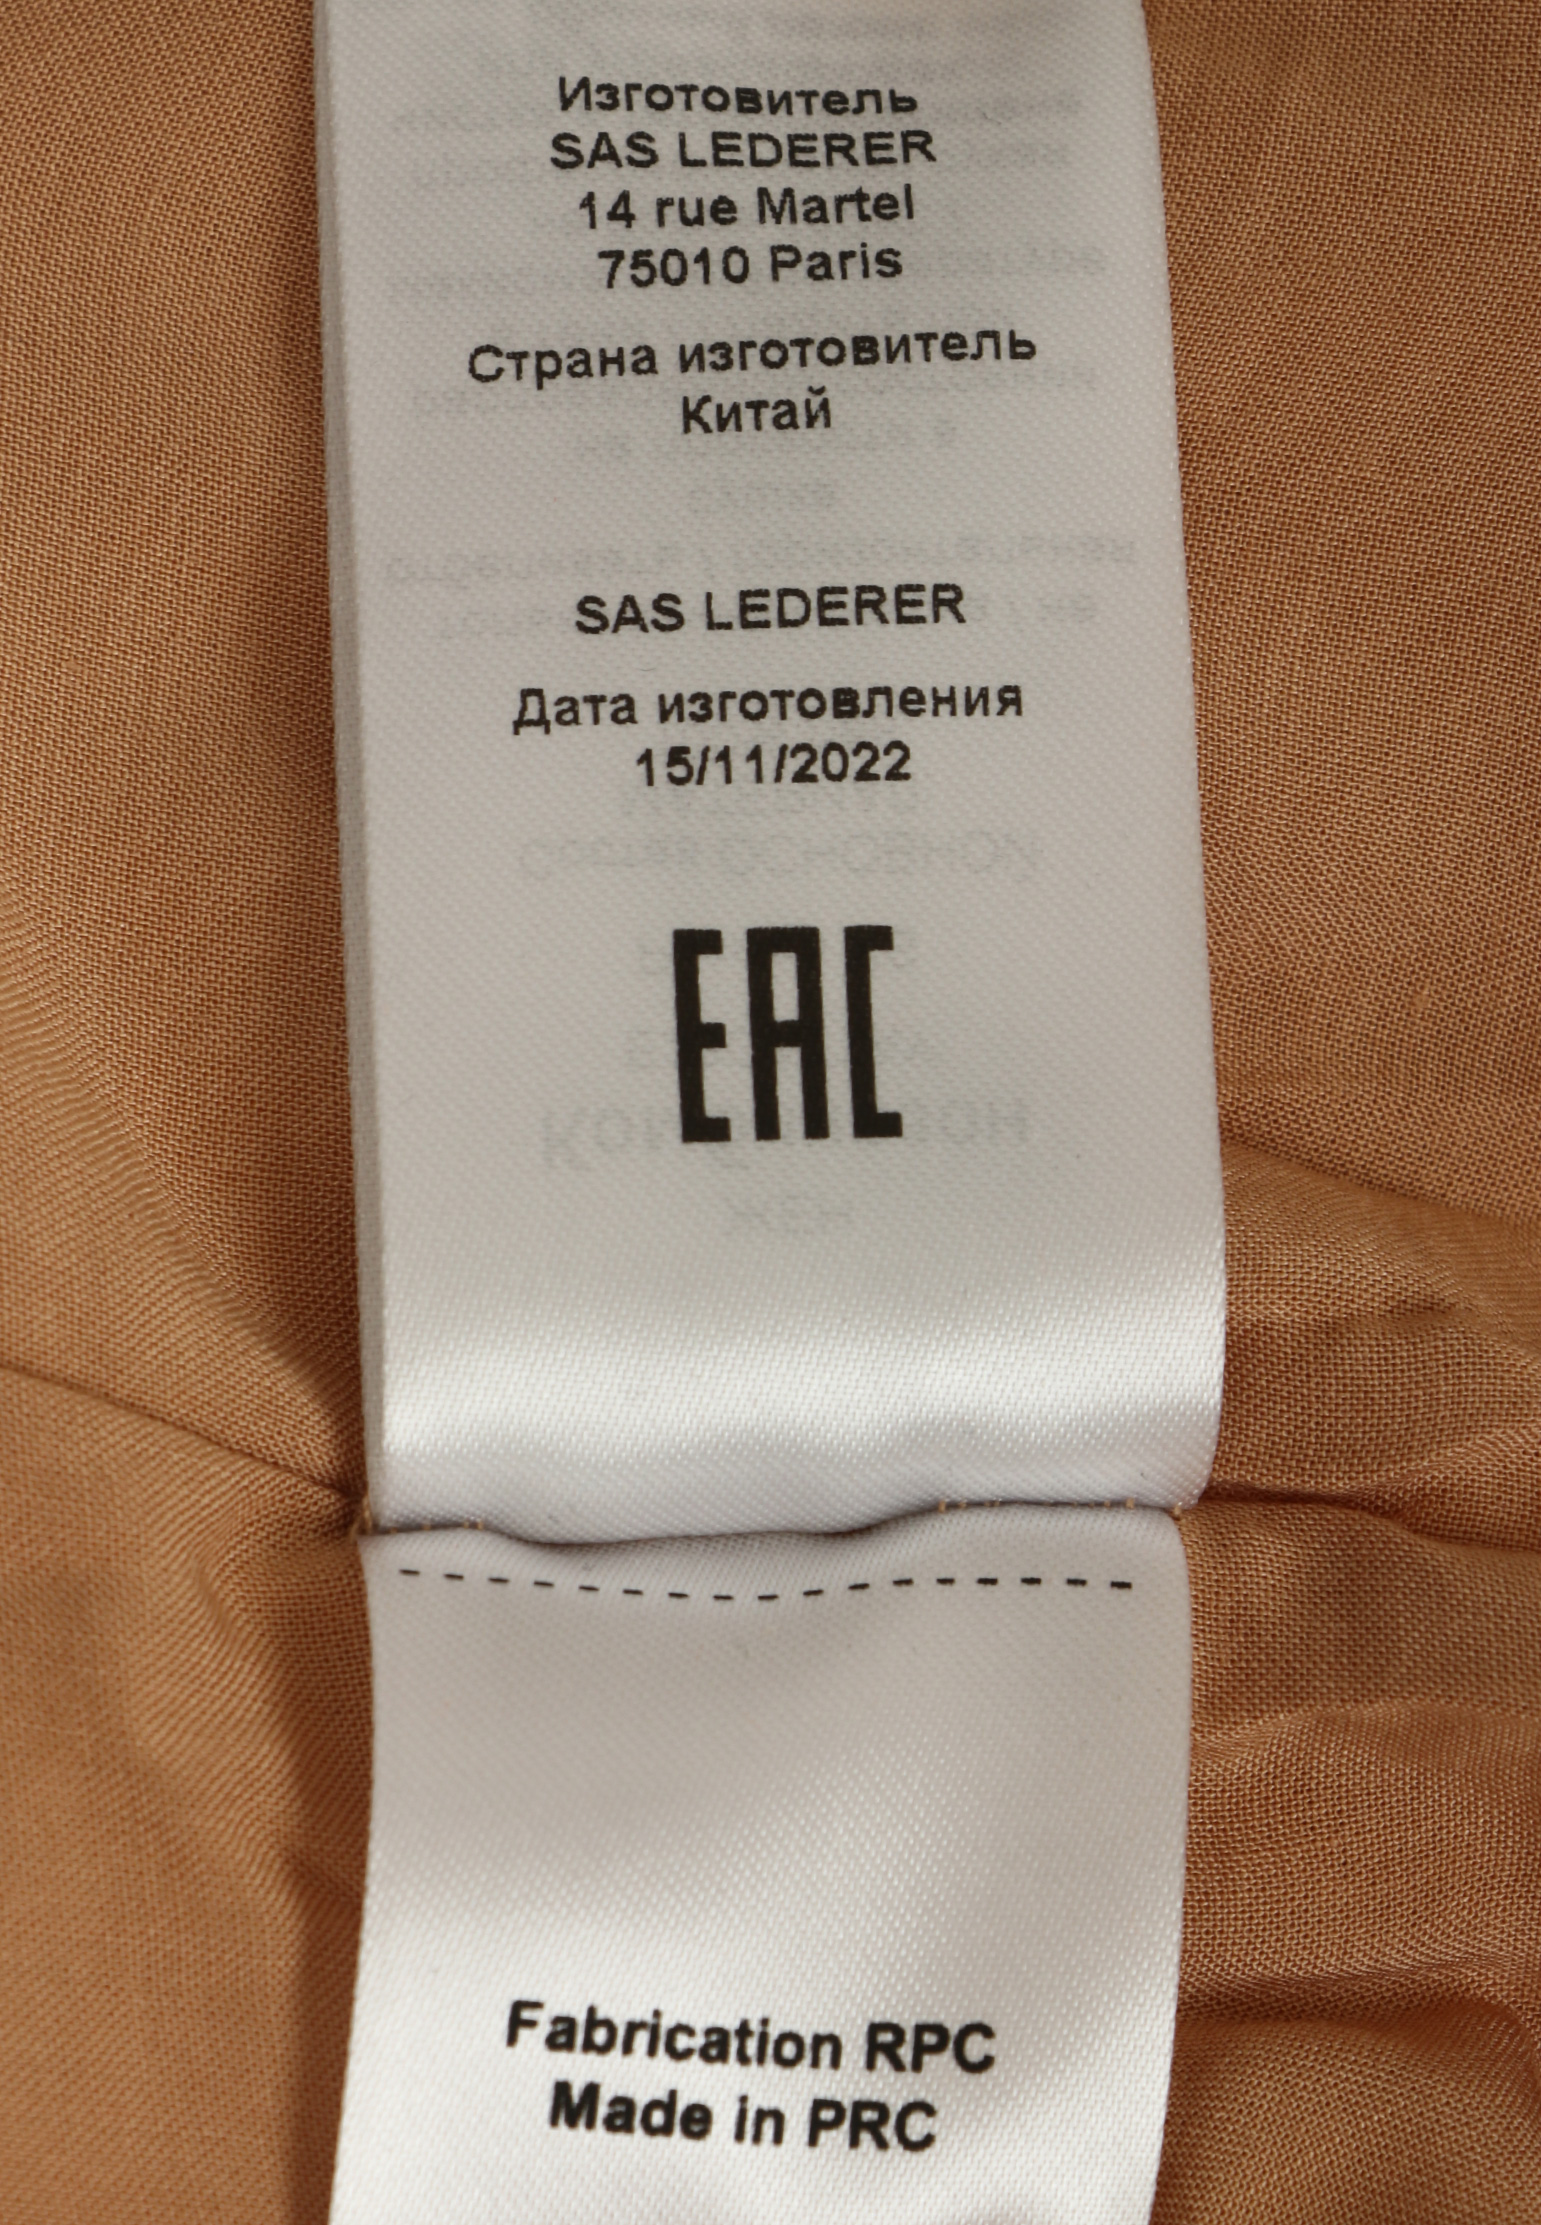 Изготовитель
SAS LEDERER
14 rue Martel
75010 Paris
Страна изготовитель
Китай
SAS LEDERER
Дата изготовления
15/11/2022
EAC
Fabrication RPC
Made in PRC